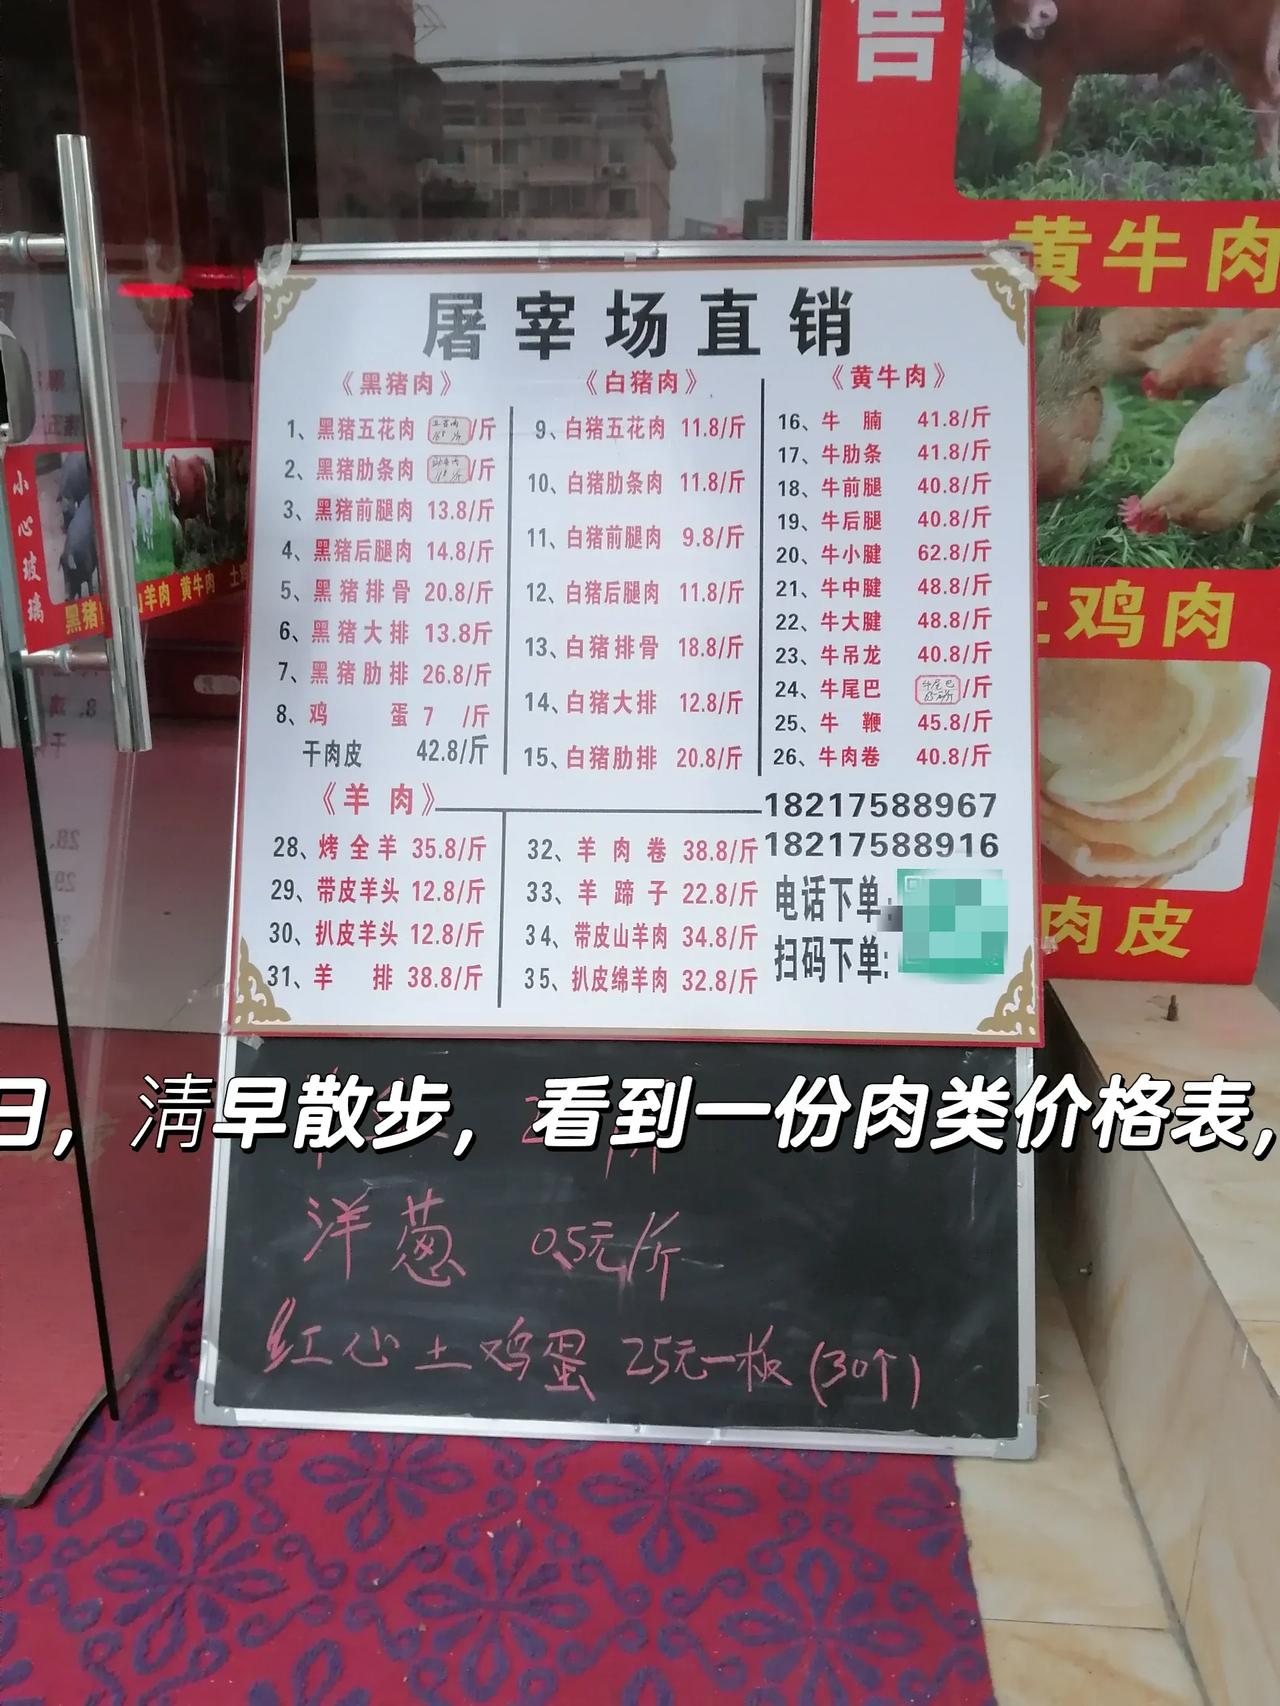 告
黄牛肉
土鸡肉
肉皮
小心玻璃
黑猪 山羊肉 黄牛肉 土鸡
屠宰场直销
《黑猪肉》
1、黑猪五花肉 /斤
2、黑猪肋条肉 /斤
3、黑猪前腿肉 13.8/斤
4、黑猪后腿肉 14.8/斤
5、黑猪排骨 20.8/斤
6、黑猪大排 13.8/斤
7、黑猪肋排 26.8/斤
8、鸡 蛋 7 /斤
干肉皮 42.8/斤
《白猪肉》
9、白猪五花肉 11.8/斤
10、白猪肋条肉 11.8/斤
11、白猪前腿肉 9.8/斤
12、白猪后腿肉 11.8/斤
13、白猪排骨 18.8/斤
14、白猪大排 12.8/斤
15、白猪肋排 20.8/斤
《黄牛肉》
16、牛 腩 41.8/斤
17、牛肋条 41.8/斤
18、牛前腿 40.8/斤
19、牛后腿 40.8/斤
20、牛小腱 62.8/斤
21、牛中腱 48.8/斤
22、牛大腱 48.8/斤
23、牛吊龙 40.8/斤
24、牛尾巴 牛尾巴 /斤
25、牛 鞭 45.8/斤
26、牛肉卷 40.8/斤
《羊肉》
28、烤全羊 35.8/斤
29、带皮羊头 12.8/斤
30、扒皮羊头 12.8/斤
31、羊 排 38.8/斤
32、羊肉卷 38.8/斤
33、羊蹄子 22.8/斤
34、带皮山羊肉 34.8/斤
35、扒皮绵羊肉 32.8/斤
18217588967
18217588916
电话下单:
扫码下单:
日，清早散步，看到一份肉类价格表，
洋葱 0.5元/斤
红心土鸡蛋 25元一板(30个)